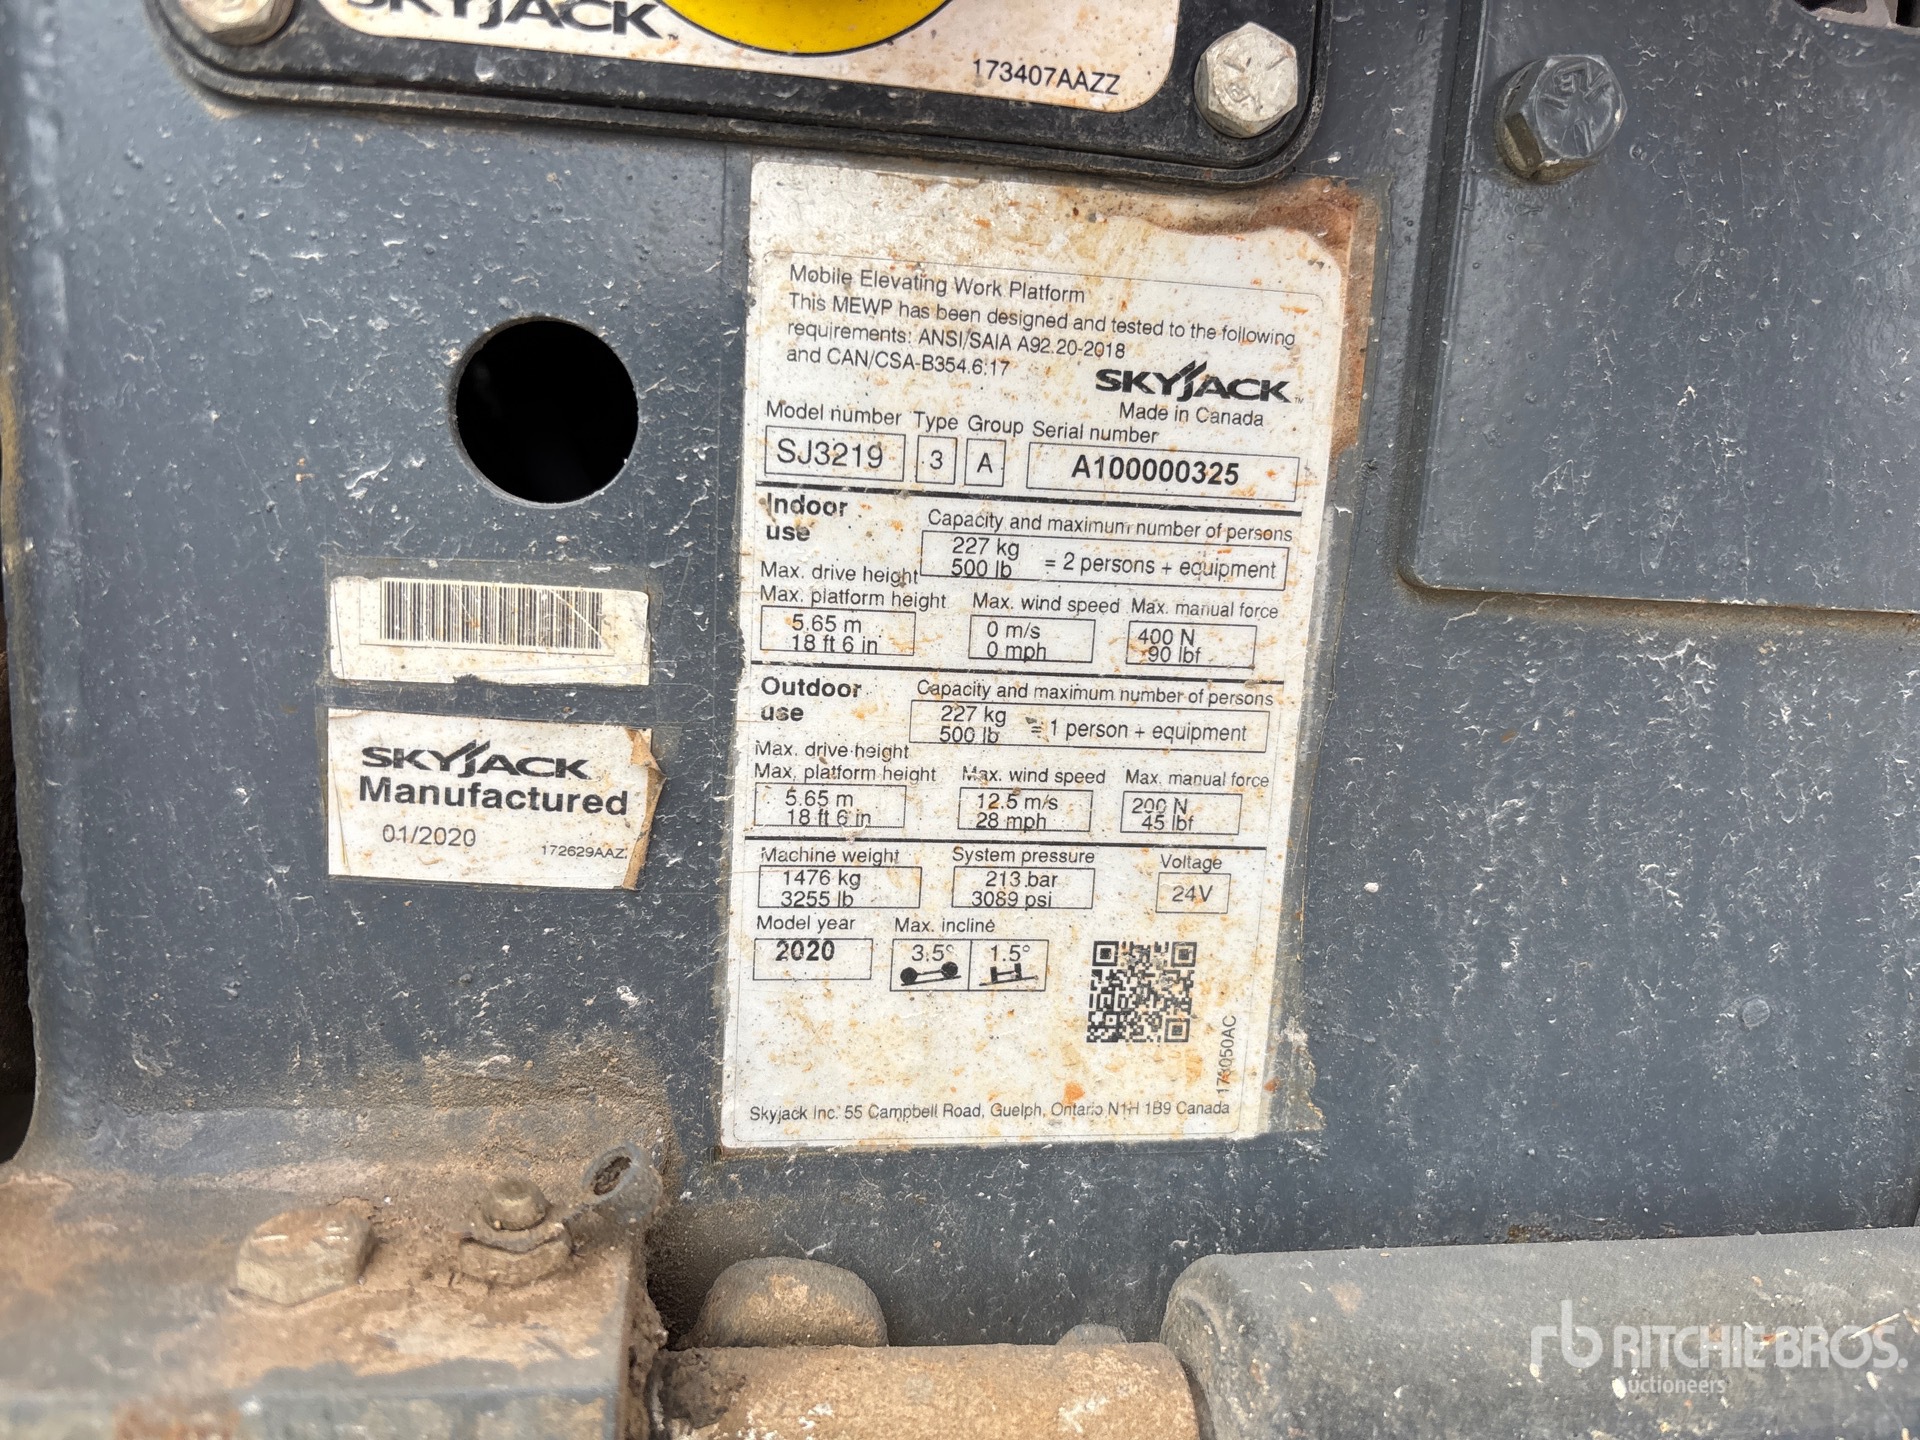 SKYJACK
173407AAZZ
Mobile Elevating Work Platform
This MEWP has been designed and tested to the following
requirements: ANSI/SAIA A92.20-2018
and CAN/CSA-B354.6:17
SKYJACK
Made in Canada
Model number Type Group Serial number
SJ3219 3 A A100000325
Indoor
use
Capacity and maximum number of persons
227 kg
500 lb = 2 persons + equipment
Max. drive height
Max. platform height Max. wind speed Max. manual force
5.65 m 0 m/s 400 N
18 ft 6 in 0 mph 90 lbf
Outdoor
use
Capacity and maximum number of persons
227 kg
500 lb = 1 person + equipment
Max. drive height
Max. platform height Max. wind speed Max. manual force
5.65 m 12.5 m/s 200 N
18 ft 6 in 28 mph 45 lbf
Machine weight System pressure Voltage
1476 kg 213 bar 24V
3255 lb 3089 psi
Model year Max. incline
2020 3.5° 1.5°
Skyjack Inc. 55 Campbell Road, Guelph, Ontario N1H 1B9 Canada
SKYJACK
Manufactured
01/2020
172629AAZ
RITCHIE BROS.
Auctioneers